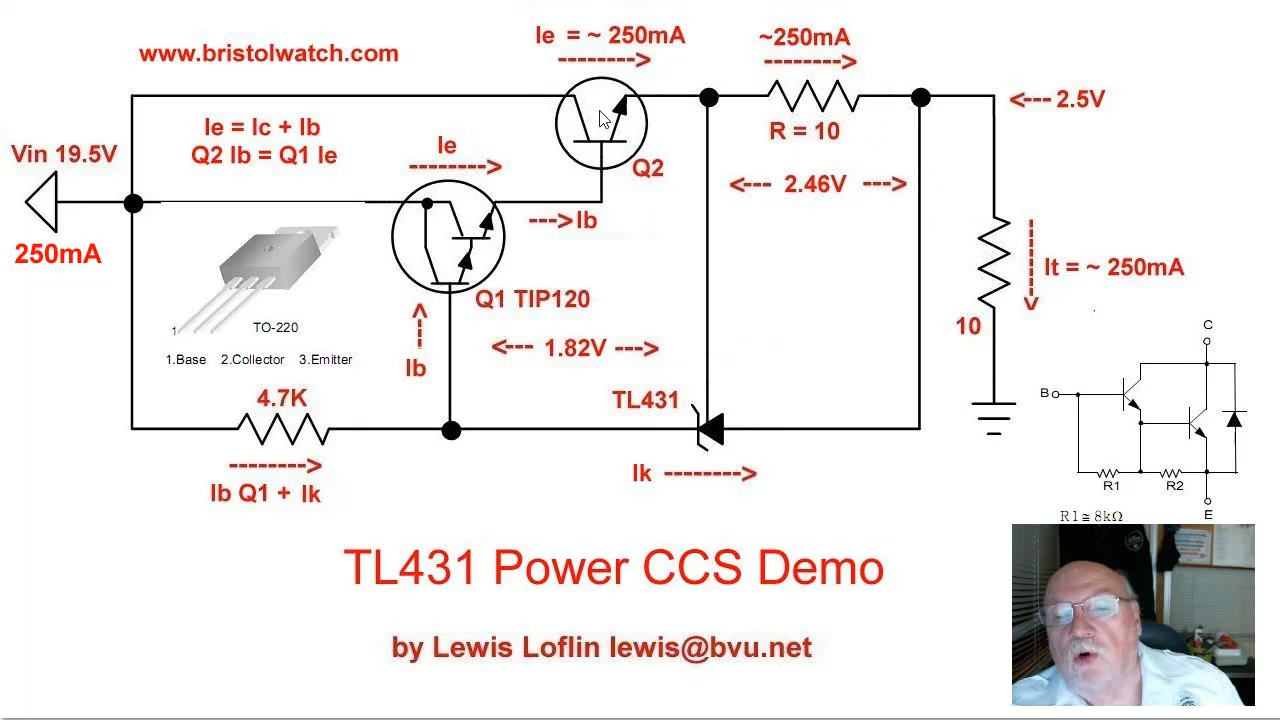 www.bristolwatch.com
Ie = ~ 250mA
-------->
~250mA
-------->
<--- 2.5V
R = 10
Ie = Ic + Ib
Q2 Ib = Q1 Ie
Vin 19.5V
Ie
-------->
Q2
<--- 2.46V --->
--->Ib
250mA
It = ~ 250mA
Q1 TIP120
10
1
TO-220
1.Base 2.Collector 3.Emitter
<--- 1.82V --->
Ib
4.7K
TL431
C
B
-------->
Ik -------->
Ib Q1 + Ik
R1
R2
R1≅8kΩ
E
TL431 Power CCS Demo
by Lewis Loflin lewis@bvu.net